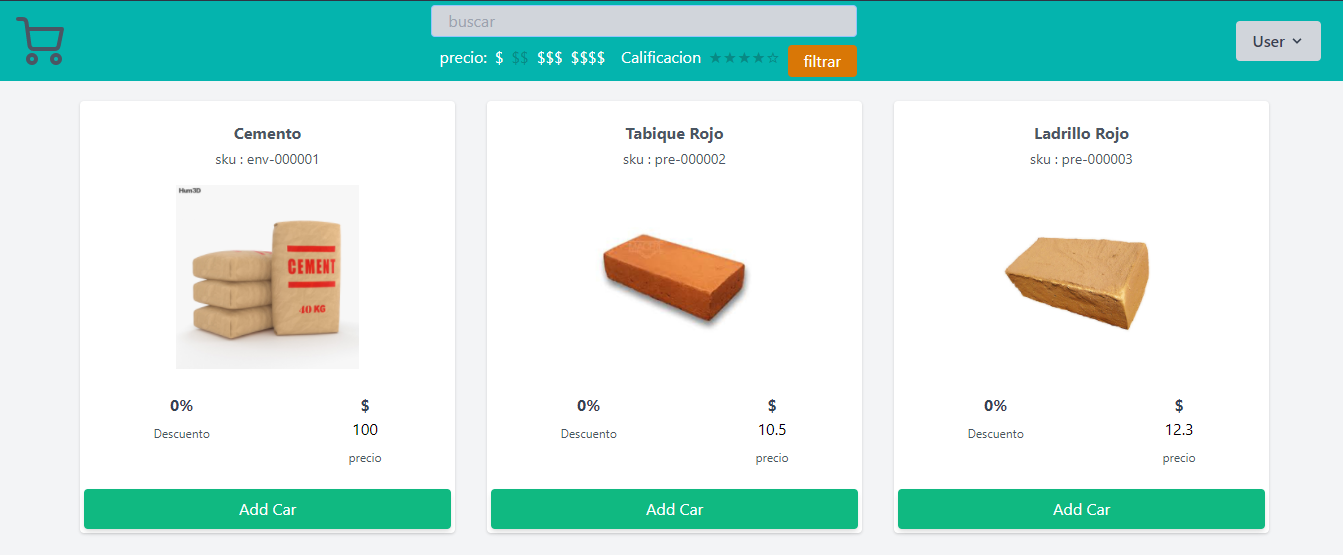 buscar
precio: $ $$ $$$ $$$$ Calificacion ★★★★☆ filtrar
User
Cemento
sku : env-000001
Hum3D
CEMENT
40 KG
0%
Descuento
$
100
precio
Add Car
Tabique Rojo
sku : pre-000002
0%
Descuento
$
10.5
precio
Add Car
Ladrillo Rojo
sku : pre-000003
0%
Descuento
$
12.3
precio
Add Car